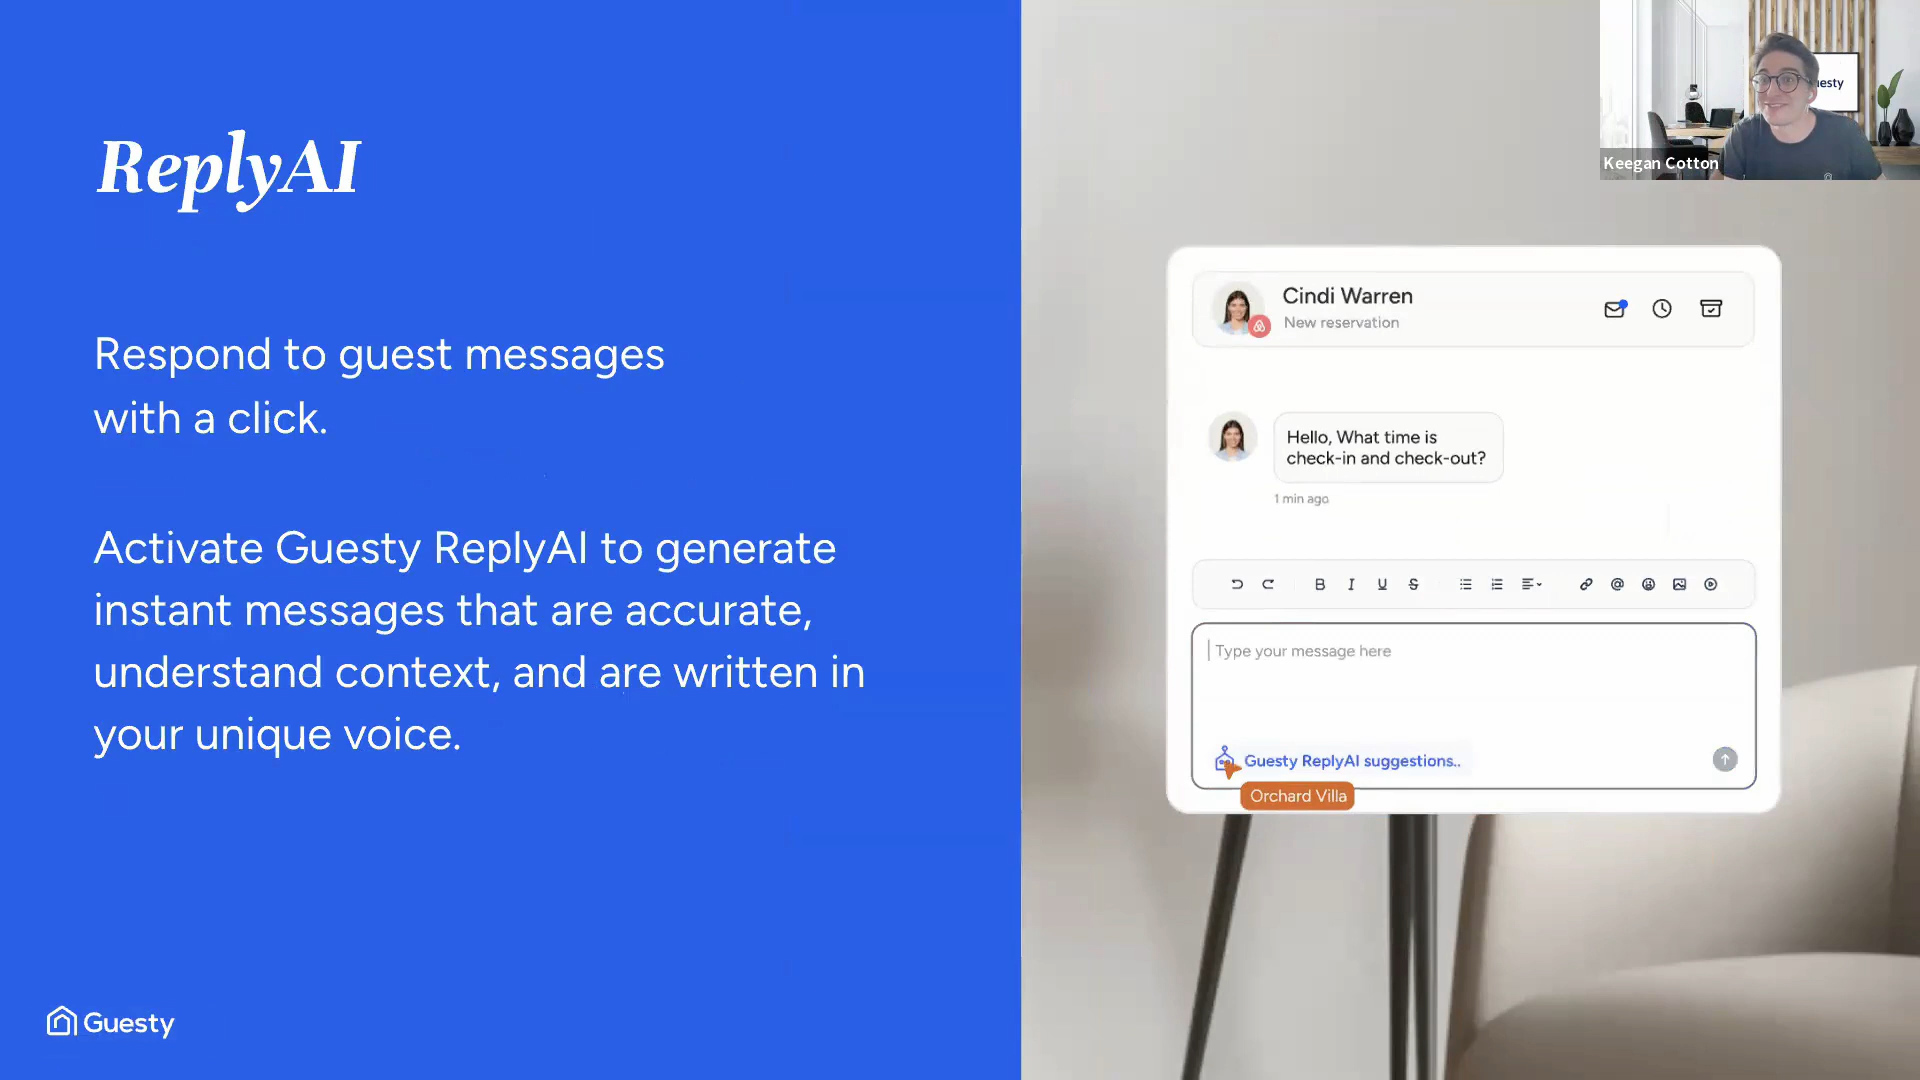 ReplyAI
Respond to guest messages
with a click.
Activate Guesty ReplyAI to generate
instant messages that are accurate,
understand context, and are written in
your unique voice.
Guesty
esty
Keegan Cotton
Cindi Warren
New reservation
Hello, What time is
check-in and check-out?
1 min ago
B I U S
Type your message here
Guesty ReplyAI suggestions..
Orchard Villa